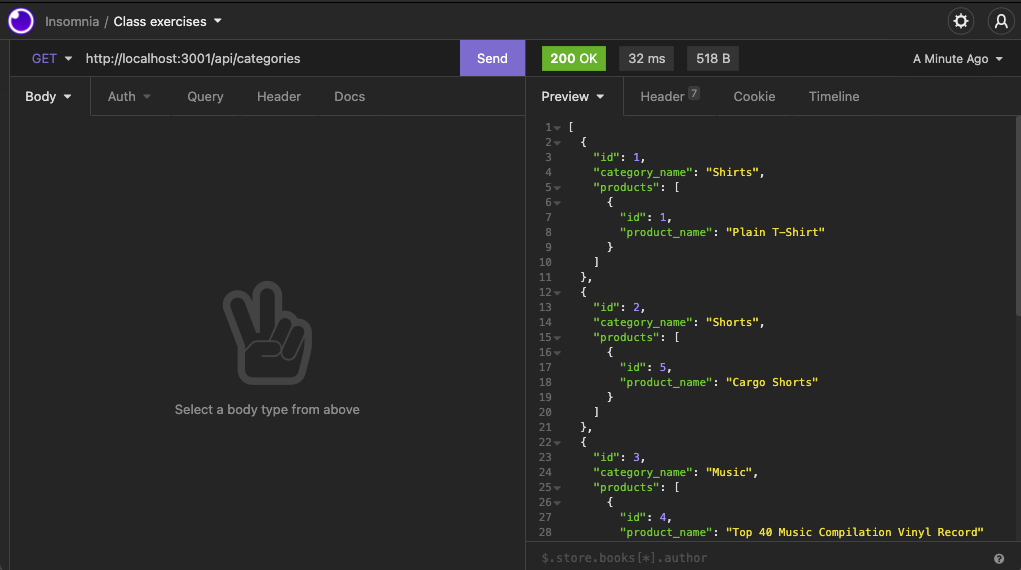 Insomnia / Class exercises
GET http://localhost:3001/api/categories Send 200 OK 32 ms 518 B A Minute Ago
Body Auth Query Header Docs Preview Header 7 Cookie Timeline
Select a body type from above
1 [
2 {
3 "id": 1,
4 "category_name": "Shirts",
5 "products": [
6 {
7 "id": 1,
8 "product_name": "Plain T-Shirt"
9 }
10 ]
11 },
12 {
13 "id": 2,
14 "category_name": "Shorts",
15 "products": [
16 {
17 "id": 5,
18 "product_name": "Cargo Shorts"
19 }
20 ]
21 },
22 {
23 "id": 3,
24 "category_name": "Music",
25 "products": [
26 {
27 "id": 4,
28 "product_name": "Top 40 Music Compilation Vinyl Record"
$.store.books[*].author ?